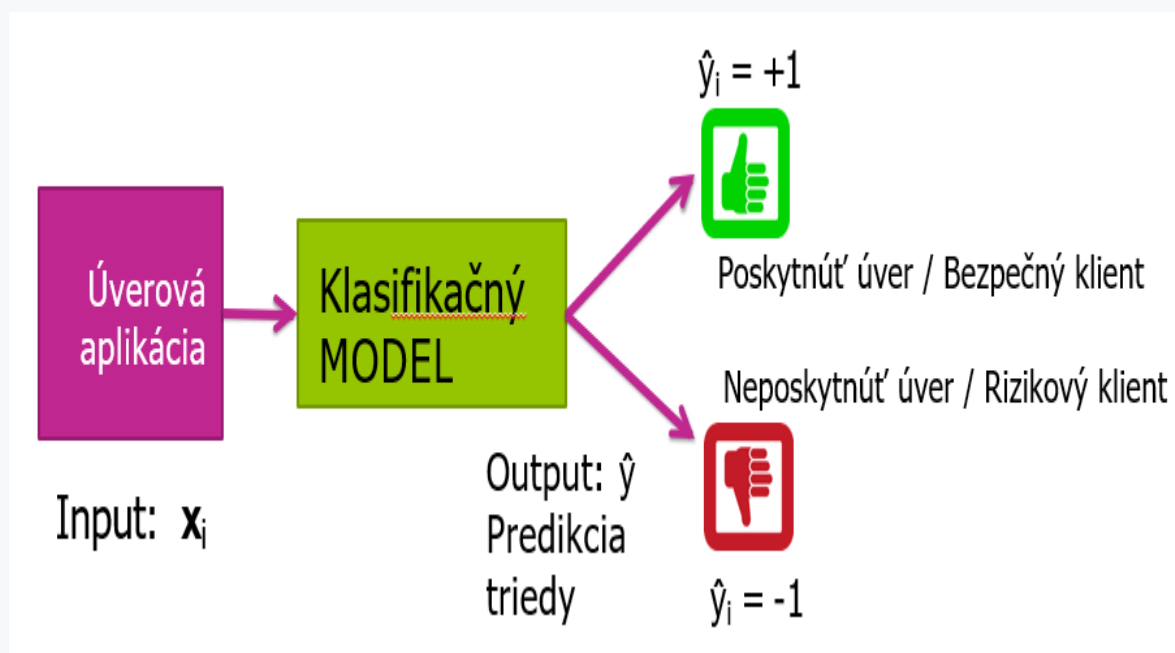 ŷi = +1
Úverová
aplikácia
Klasifikačný
MODEL
Poskytnúť úver / Bezpečný klient
Neposkytnúť úver / Rizikový klient
Input: xi
Output: ŷ
Predikcia
triedy
ŷi = -1